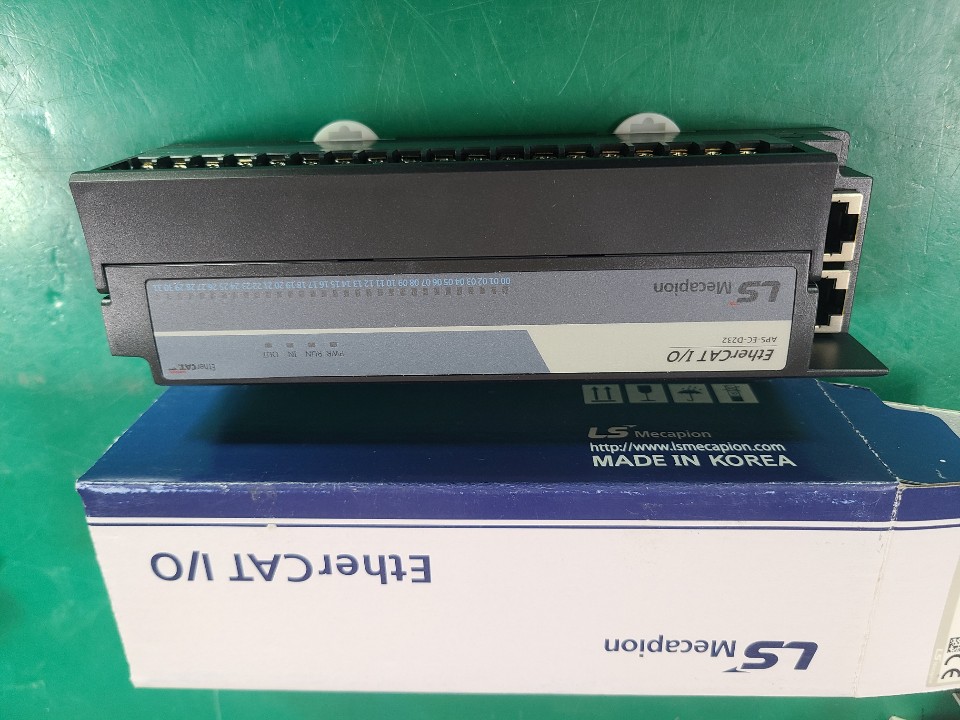 LS Mecapion
00 01 02 03 04 05 06 07 08 09 10 11 12 13 14 15 16 17 18 19 20 21 22 23 24 25 26 27 28 29 30 31
EtherCAT I/O
APS-EC-D232
PWR RUN IN OUT
EtherCAT
LS Mecapion
http://www.lsmecapion.com
MADE IN KOREA
EtherCAT I/O
LS Mecapion
CE